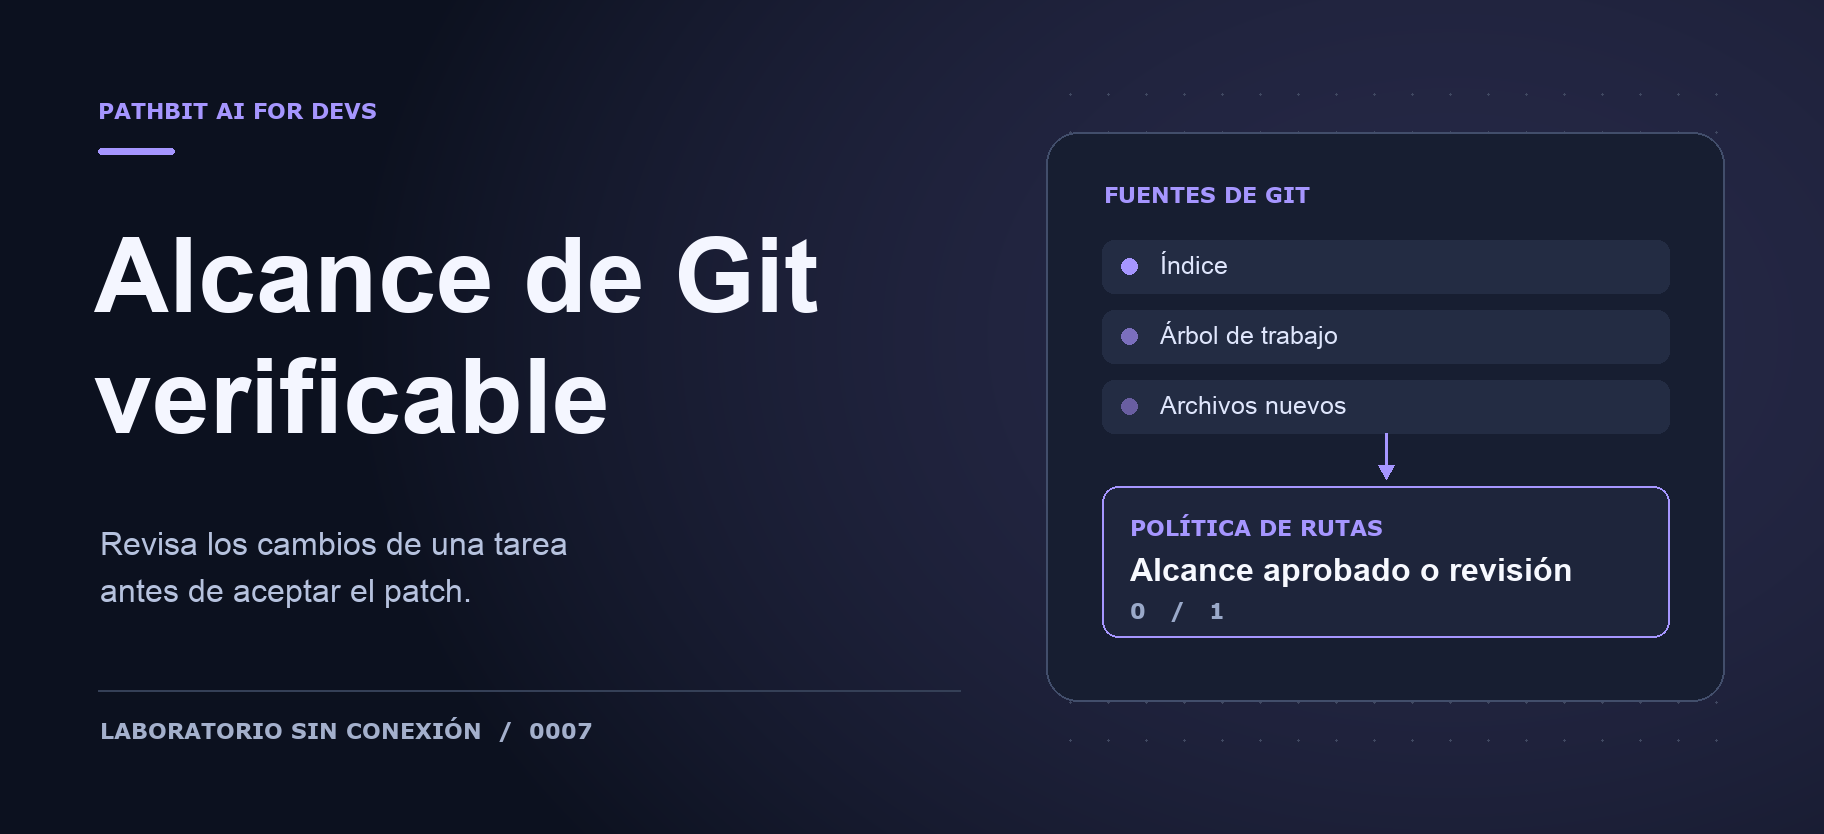 PATHBIT AI FOR DEVS
Alcance de Git
verificable
Revisa los cambios de una tarea
antes de aceptar el patch.
LABORATORIO SIN CONEXIÓN / 0007
FUENTES DE GIT
Índice
Árbol de trabajo
Archivos nuevos
POLÍTICA DE RUTAS
Alcance aprobado o revisión
0 / 1